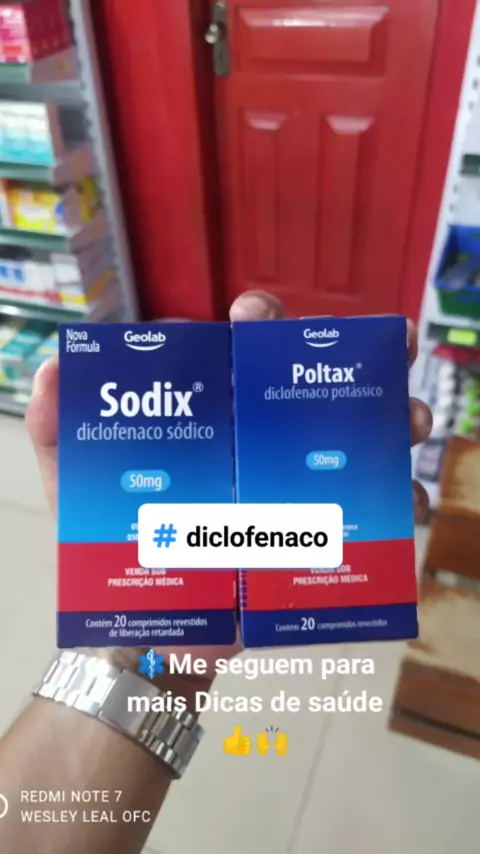 Nova
Fórmula
Geolab
Sodix®
diclofenaco sódico
50mg
VENDA SOB
PRESCRIÇÃO MÉDICA
Contém 20 comprimidos revestidos
de liberação retardada
Geolab
Poltax®
diclofenaco potássico
50mg
VENDA SOB
PRESCRIÇÃO MÉDICA
Contém 20 comprimidos revestidos
# diclofenaco
Me seguem para
mais Dicas de saúde
REDMI NOTE 7
WESLEY LEAL OFC